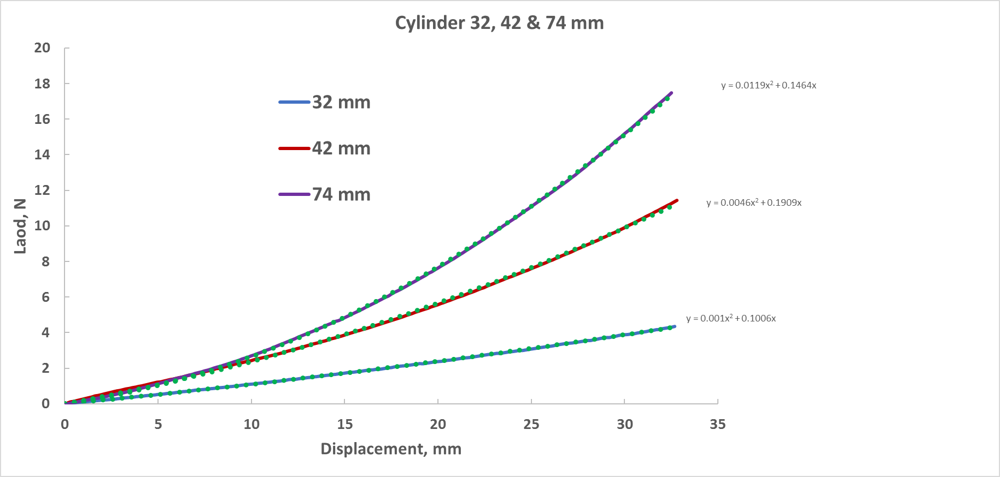 Cylinder 32, 42 & 74 mm
20
18
16
14
12
10
8
6
4
2
0
Laod, N
32 mm
42 mm
74 mm
y = 0.0119x² + 0.1464x
y = 0.0046x² + 0.1909x
y = 0.001x² + 0.1006x
0 5 10 15 20 25 30 35
Displacement, mm